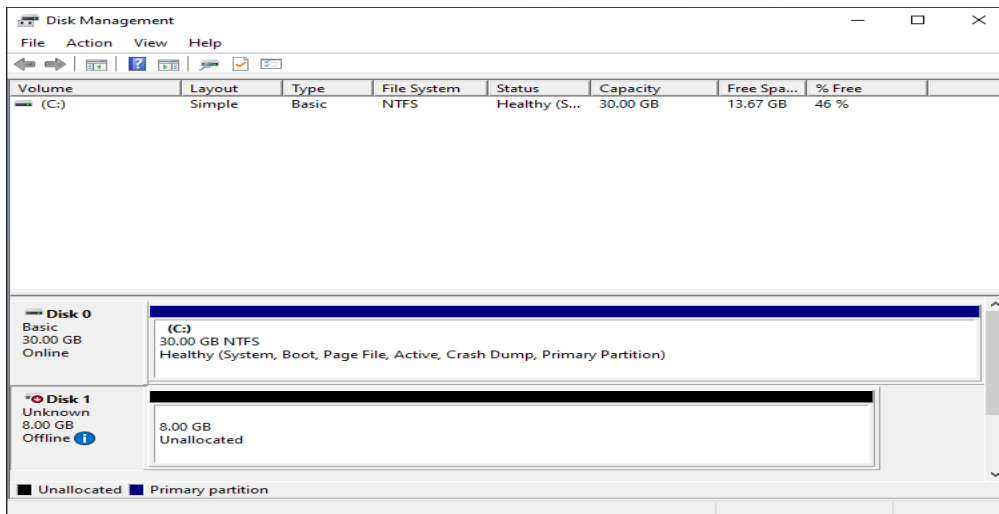 Disk Management
File Action View Help
Volume Layout Type File System Status Capacity Free Spa... % Free
(C:) Simple Basic NTFS Healthy (S... 30.00 GB 13.67 GB 46 %
Disk 0
Basic
30.00 GB
Online
(C:)
30.00 GB NTFS
Healthy (System, Boot, Page File, Active, Crash Dump, Primary Partition)
Disk 1
Unknown
8.00 GB
Offline
8.00 GB
Unallocated
Unallocated Primary partition